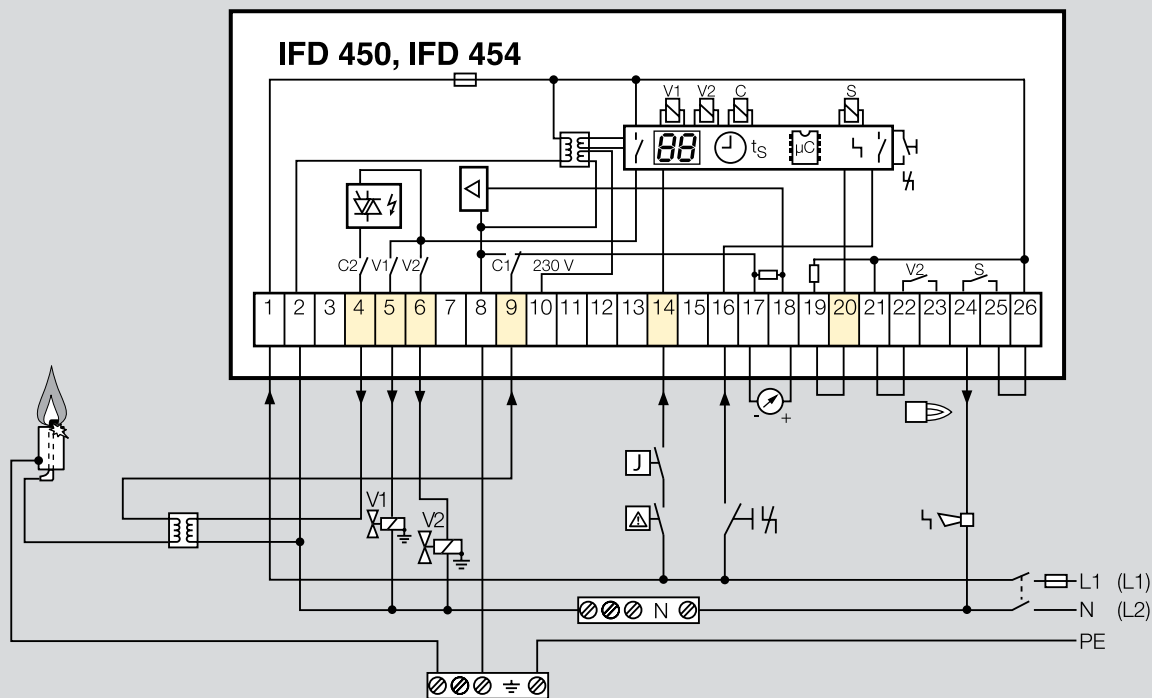 IFD 450, IFD 454
V1 V2 C S
88 tS µC
C2 V1 V2 C1 230 V V2 S
1 2 3 4 5 6 7 8 9 10 11 12 13 14 15 16 17 18 19 20 21 22 23 24 25 26
- +
J
V1
V2
L1 (L1)
N N (L2)
PE